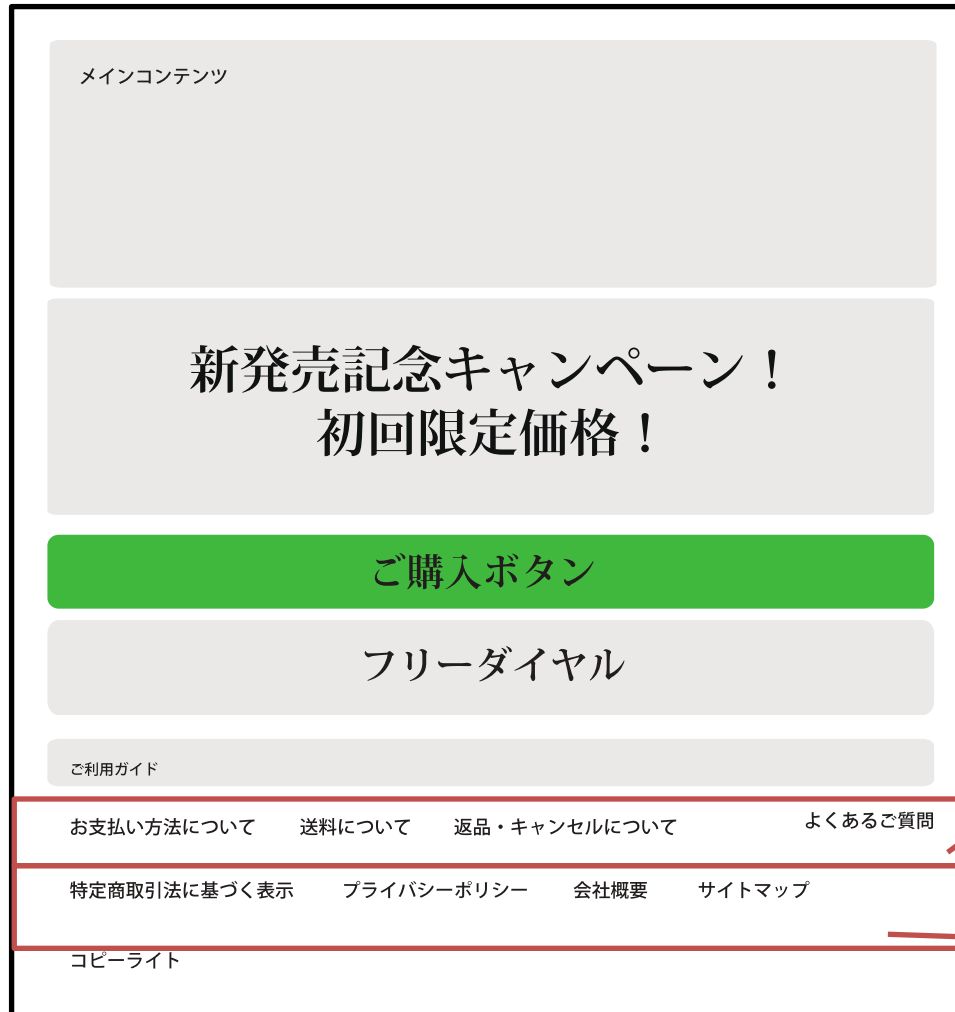 メインコンテンツ
新発売記念キャンペーン！
初回限定価格！
ご購入ボタン
フリーダイヤル
ご利用ガイド
お支払い方法について 送料について 返品・キャンセルについて よくあるご質問
特定商取引法に基づく表示 プライバシーポリシー 会社概要 サイトマップ
コピーライト